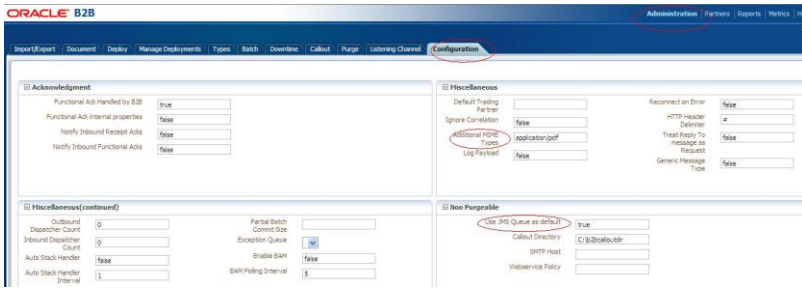 ORACLE B2B
Administration Partners Reports Metrics
Import/Export Document Deploy Manage Deployments Types Batch Downtime Callout Purge Listening Channel Configuration
Acknowledgment
Functional Ack Handled by B2B true
Functional Ack internal properties false
Notify Inbound Receipt Acks false
Notify Inbound Functional Acks false
Miscellaneous
Default Trading
Partner
Ignore Correlation false
Additional MIME
Types application/pdf
Log Payload false
Reconnect on Error false
HTTP Header
Delimiter #
Treat Reply To
message as
Request false
Generic Message
Type false
Miscellaneous(continued)
Outbound
Dispatcher Count 0
Inbound Dispatcher
Count 0
Auto Stack Handler false
Auto Stack Handler
Interval 1
Partial Batch
Commit Size
Exception Queue
Enable BAM false
BAM Polling Interval 5
Non Purgeable
Use JMS Queue as default true
Callout Directory C:\b2bcalloutdir
SMTP Host
Webservice Policy